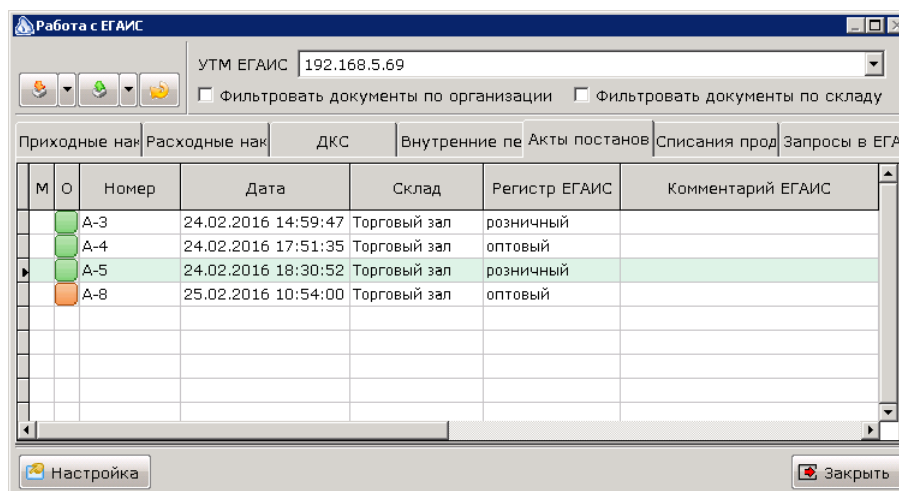 Работа с ЕГАИС
УТМ ЕГАИС 192.168.5.69
Фильтровать документы по организации Фильтровать документы по складу
Приходные нак Расходные нак ДКС Внутренние пе Акты постанов Списания прод Запросы в ЕГА
М О Номер Дата Склад Регистр ЕГАИС Комментарий ЕГАИС
А-3 24.02.2016 14:59:47 Торговый зал розничный
А-4 24.02.2016 17:51:35 Торговый зал оптовый
А-5 24.02.2016 18:30:52 Торговый зал розничный
А-8 25.02.2016 10:54:00 Торговый зал оптовый
Настройка Закрыть